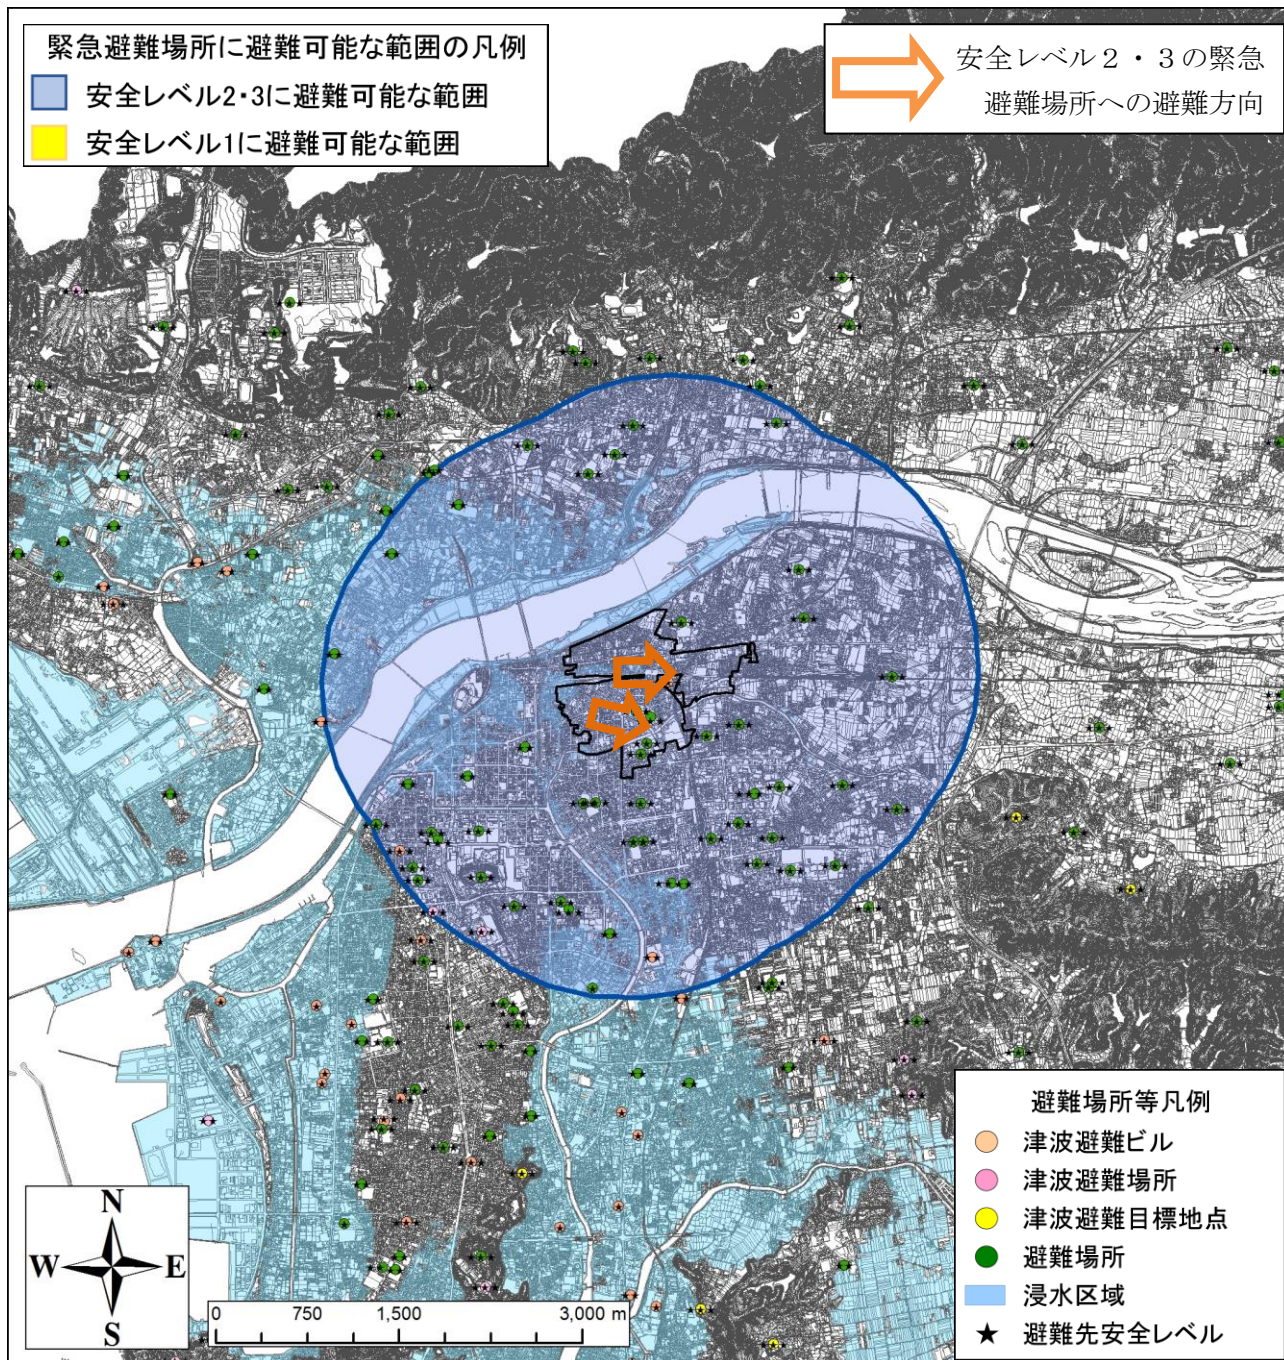 緊急避難場所に避難可能な範囲の凡例
安全レベル2・3に避難可能な範囲
安全レベル1に避難可能な範囲
安全レベル２・３の緊急
避難場所への避難方向
避難場所等凡例
津波避難ビル
津波避難場所
津波避難目標地点
避難場所
浸水区域
避難先安全レベル
N
W E
S
0 750 1,500 3,000 m